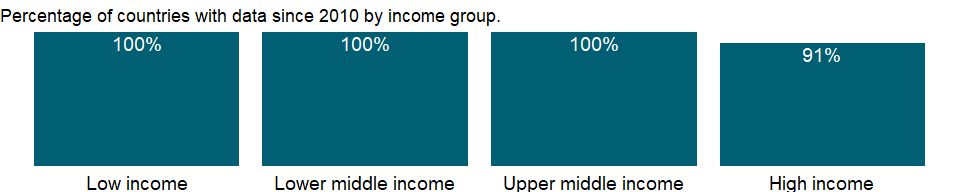 Percentage of countries with data since 2010 by income group.
100% 100% 100% 91%
Low income Lower middle income Upper middle income High income